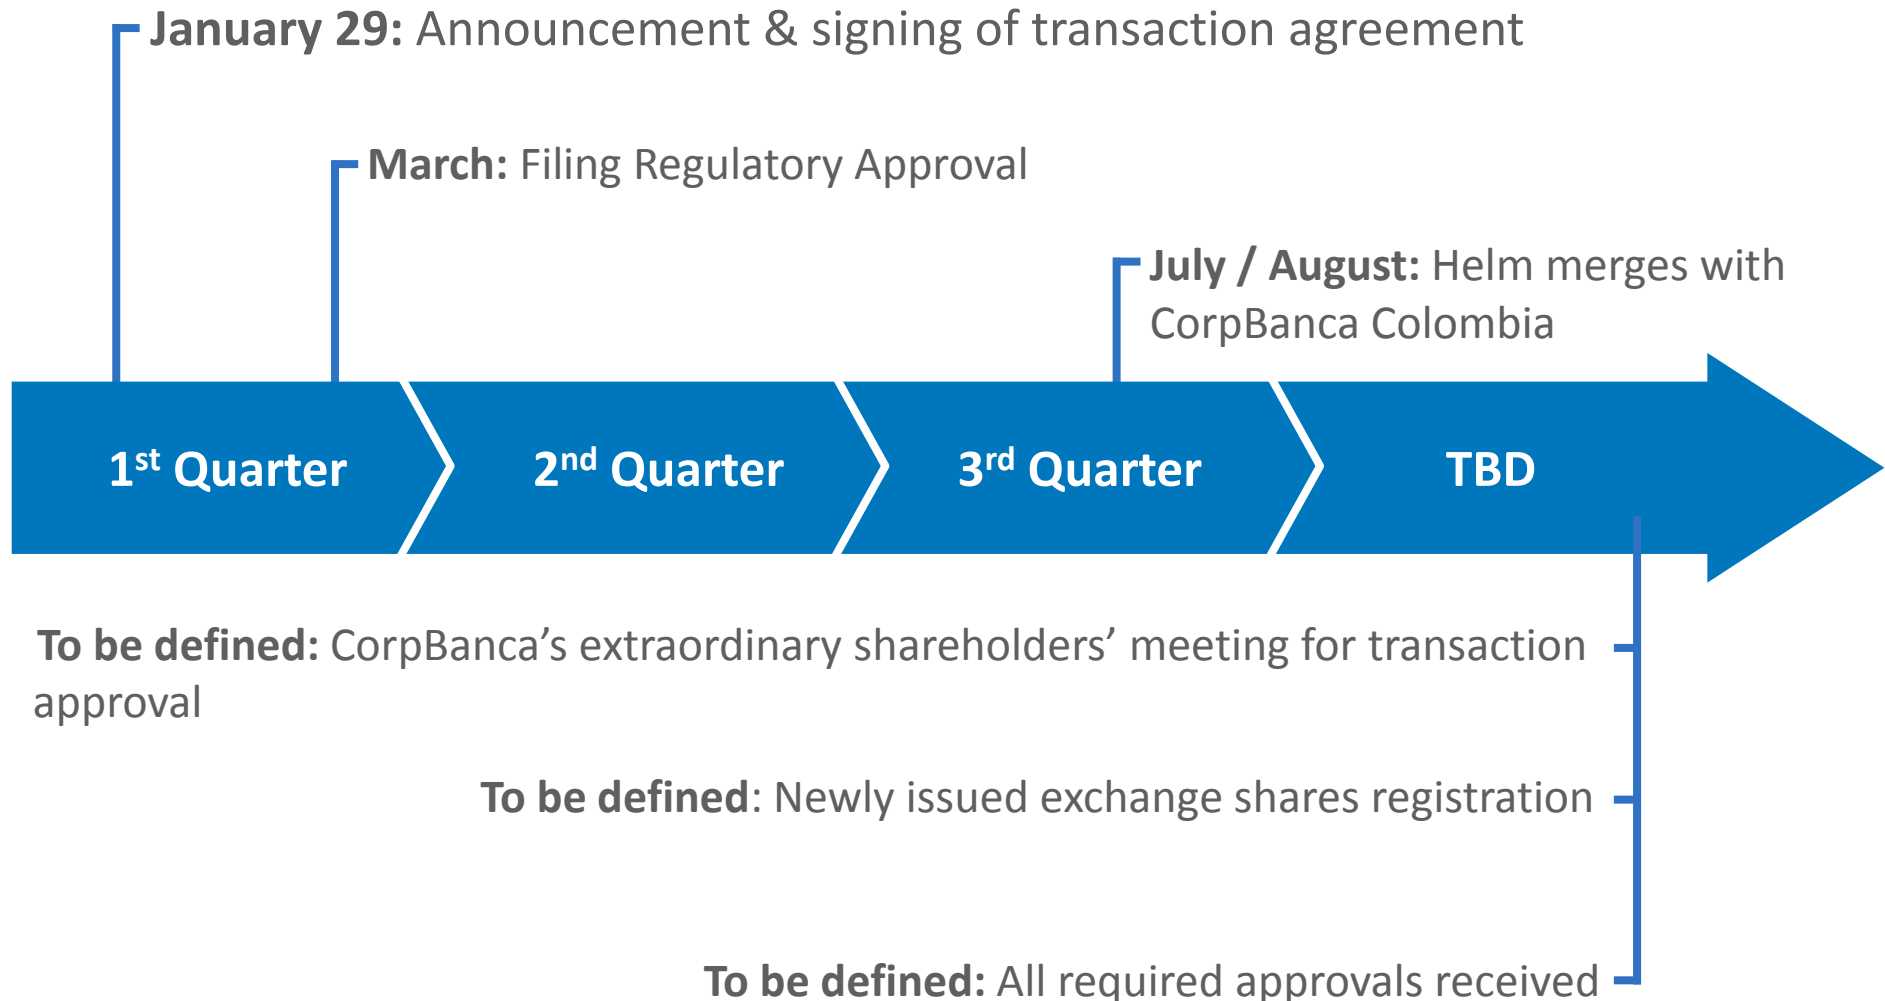 January 29: Announcement & signing of transaction agreement
March: Filing Regulatory Approval
July / August: Helm merges with
CorpBanca Colombia
1st Quarter
2nd Quarter
3rd Quarter
TBD
To be defined: CorpBanca’s extraordinary shareholders’ meeting for transaction
approval
To be defined: Newly issued exchange shares registration
To be defined: All required approvals received